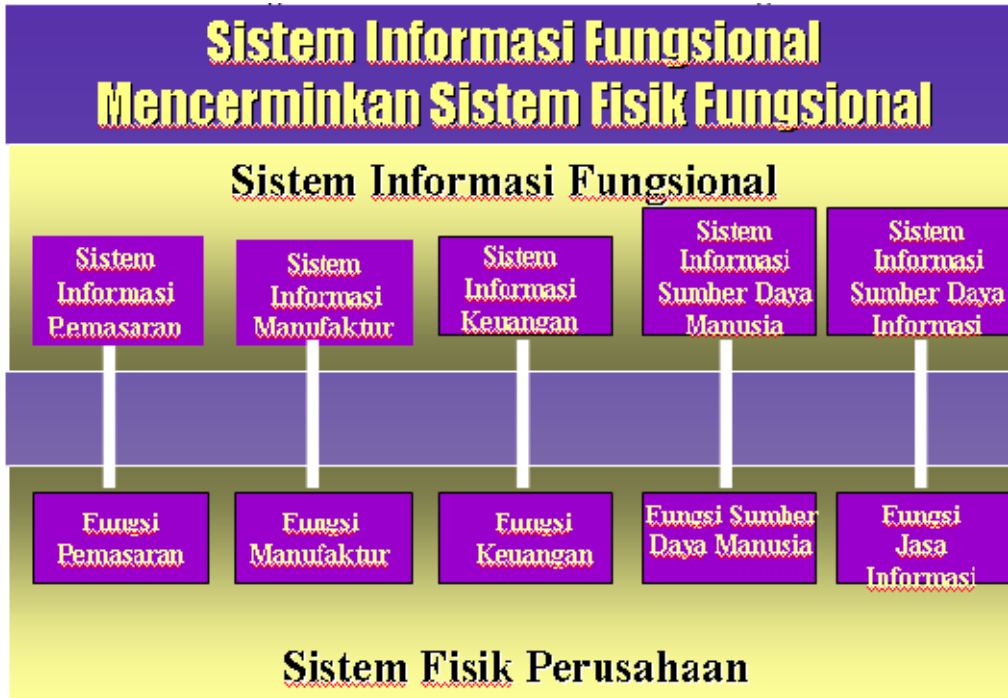 Sistem Informasi Fungsional
Mencerminkan Sistem Fisik Fungsional
Sistem Informasi Fungsional
Sistem
Informasi
Pemasaran
Sistem
Informasi
Manufaktur
Sistem
Informasi
Keuangan
Sistem
Informasi
Sumber Daya
Manusia
Sistem
Informasi
Sumber Daya
Informasi
Fungsi
Pemasaran
Fungsi
Manufaktur
Fungsi
Keuangan
Fungsi Sumber
Daya Manusia
Fungsi
Jasa
Informasi
Sistem Fisik Perusahaan